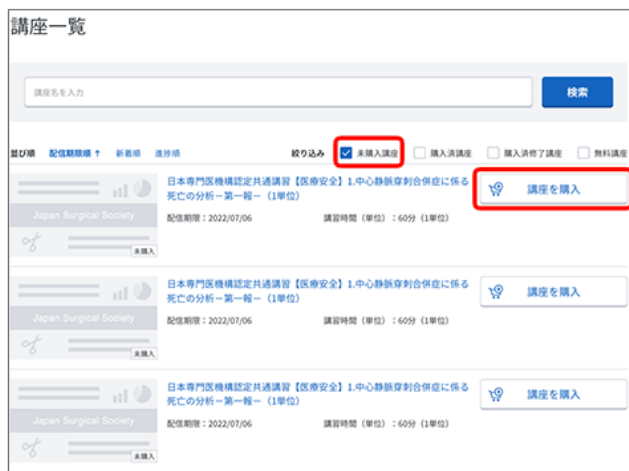 講座一覧
講座名を入力
検索
並び順 配信期限順↑ 新着順 進捗順 絞り込み 未購入講座 購入済講座 購入済修了講座 無料講座
日本専門医機構認定共通講習【医療安全】1.中心静脈穿刺合併症に係る
死亡の分析－第一報－（1単位）
講座を購入
配信期限：2022/07/06 講習時間（単位）：60分（1単位）
Japan Surgical Society
未購入
日本専門医機構認定共通講習【医療安全】1.中心静脈穿刺合併症に係る
死亡の分析－第一報－（1単位）
講座を購入
配信期限：2022/07/06 講習時間（単位）：60分（1単位）
Japan Surgical Society
未購入
日本専門医機構認定共通講習【医療安全】1.中心静脈穿刺合併症に係る
死亡の分析－第一報－（1単位）
講座を購入
配信期限：2022/07/06 講習時間（単位）：60分（1単位）
Japan Surgical Society
未購入